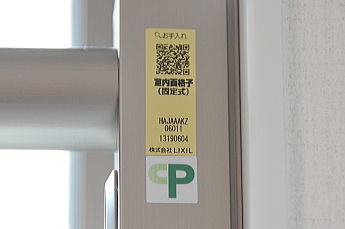 お手入れ
室内面格子
(固定式)
HAJAAAKZ
06011
13190604
株式会社 LIXIL
CP